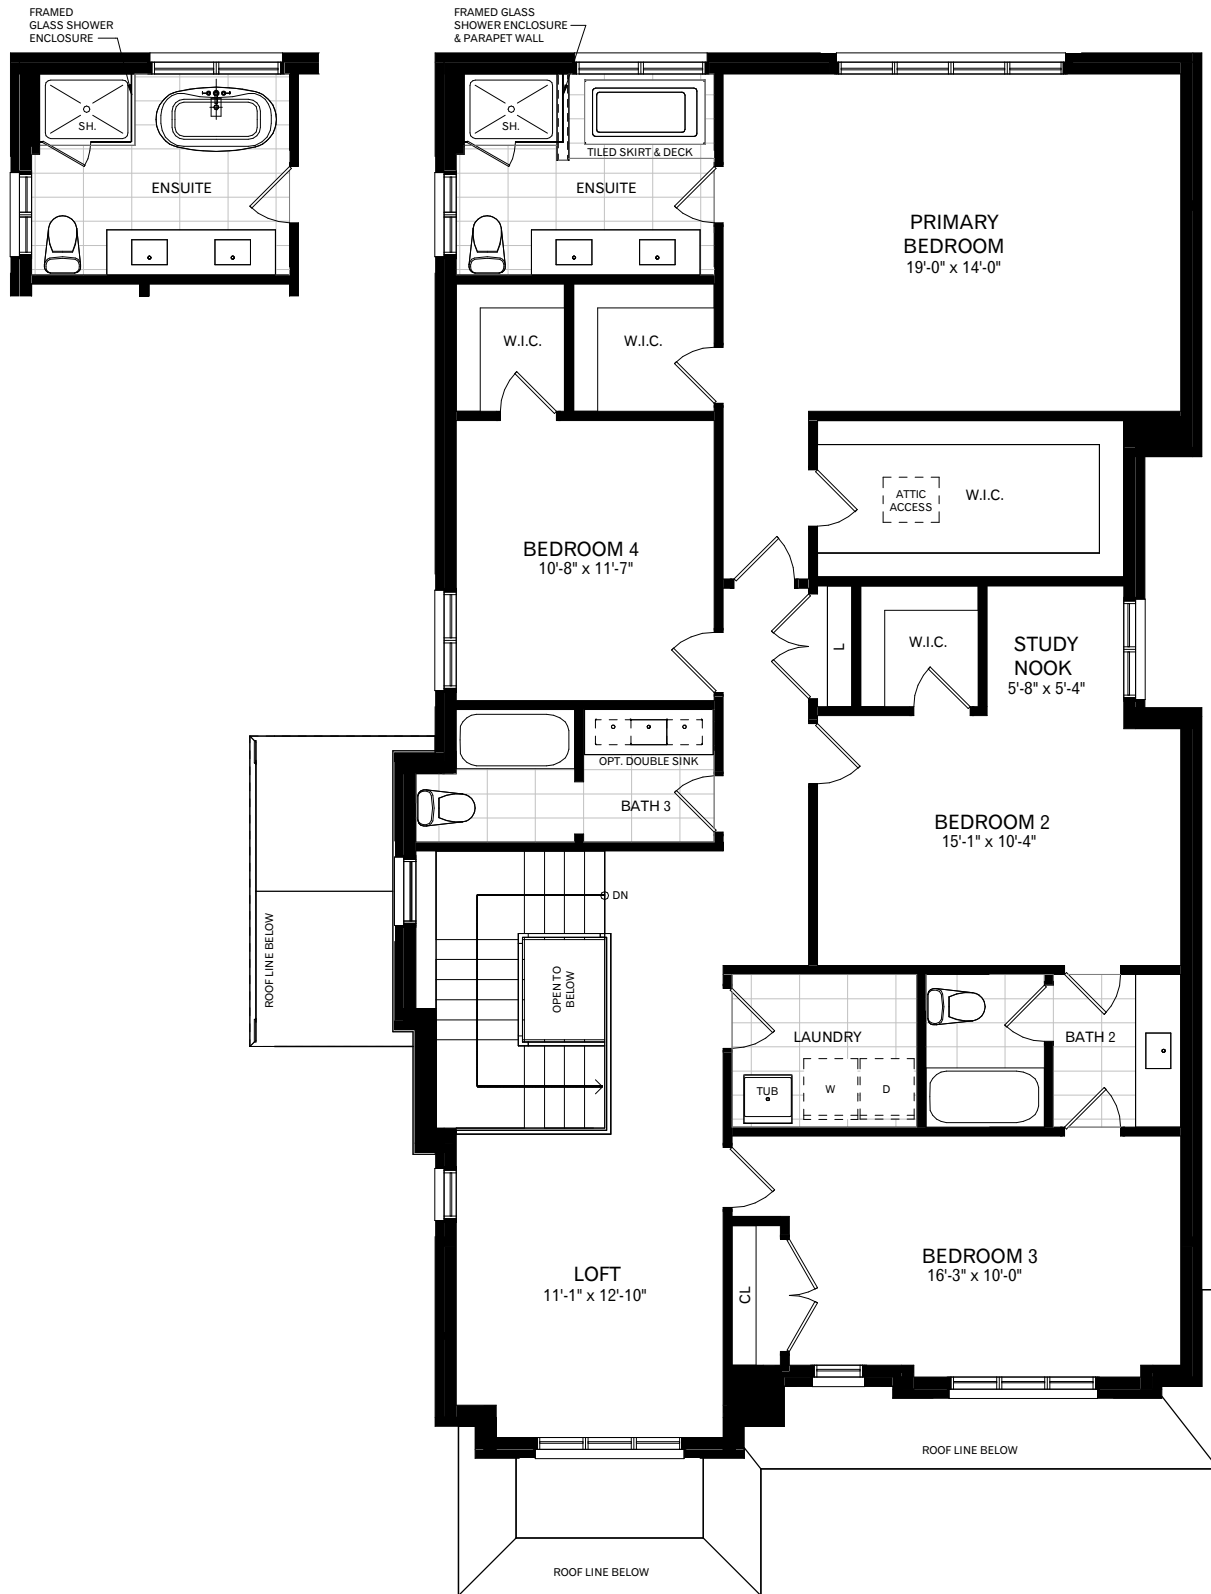 FRAMED
GLASS SHOWER
ENCLOSURE
SH.
ENSUITE
FRAMED GLASS
SHOWER ENCLOSURE
& PARAPET WALL
SH.
TILED SKIRT & DECK
ENSUITE
PRIMARY
BEDROOM
19'-0" x 14'-0"
W.I.C.
W.I.C.
ATTIC
ACCESS
W.I.C.
BEDROOM 4
10'-8" x 11'-7"
L
W.I.C.
STUDY
NOOK
5'-8" x 5'-4"
OPT. DOUBLE SINK
BATH 3
BEDROOM 2
15'-1" x 10'-4"
DN
OPEN TO
BELOW
ROOF LINE BELOW
LAUNDRY
TUB
W
D
BATH 2
BEDROOM 3
16'-3" x 10'-0"
CL
LOFT
11'-1" x 12'-10"
ROOF LINE BELOW
ROOF LINE BELOW